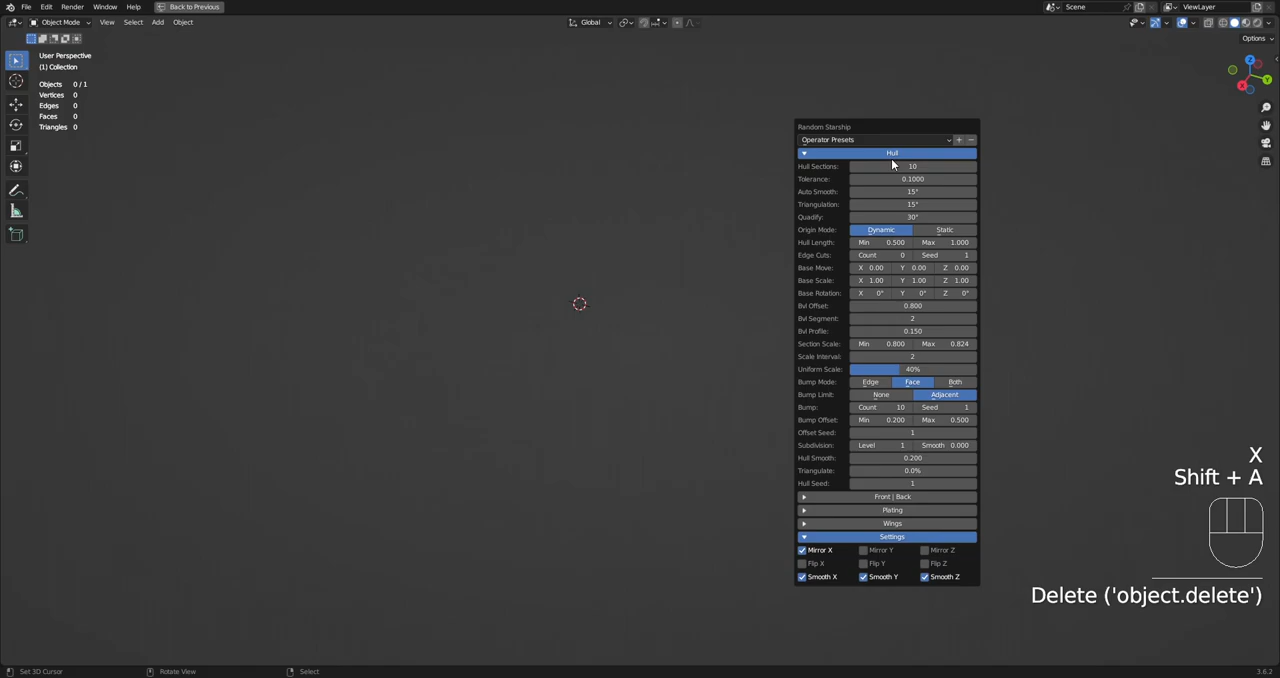 File Edit Render Window Help Back to Previous Scene ViewLayer
Object Mode View Select Add Object Global
Options
User Perspective
(1) Collection
Objects 0 / 1
Vertices 0
Edges 0
Faces 0
Triangles 0
Z
Y
X
Random Starship
Operator Presets
Hull
Hull Sections: 10
Tolerance: 0.1000
Auto Smooth: 15°
Triangulation: 15°
Quadify: 30°
Origin Mode: Dynamic Static
Hull Length: Min 0.500 Max 1.000
Edge Cuts: Count 0 Seed 1
Base Move: X 0.00 Y 0.00 Z 0.00
Base Scale: X 1.00 Y 1.00 Z 1.00
Base Rotation: X 0° Y 0° Z 0°
Bvl Offset: 0.800
Bvl Segment: 2
Bvl Profile: 0.150
Section Scale: Min 0.800 Max 0.824
Scale Interval: 2
Uniform Scale: 40%
Bump Mode: Edge Face Both
Bump Limit: None Adjacent
Bump: Count 10 Seed 1
Bump Offset: Min 0.200 Max 0.500
Offset Seed: 1
Subdivision: Level 1 Smooth 0.000
Hull Smooth: 0.200
Triangulate: 0.0%
Hull Seed: 1
Front | Back
Plating
Wings
Settings
Mirror X Mirror Y Mirror Z
Flip X Flip Y Flip Z
Smooth X Smooth Y Smooth Z
X
Shift + A
Delete ('object.delete')
Set 3D Cursor Rotate View Select 3.6.2